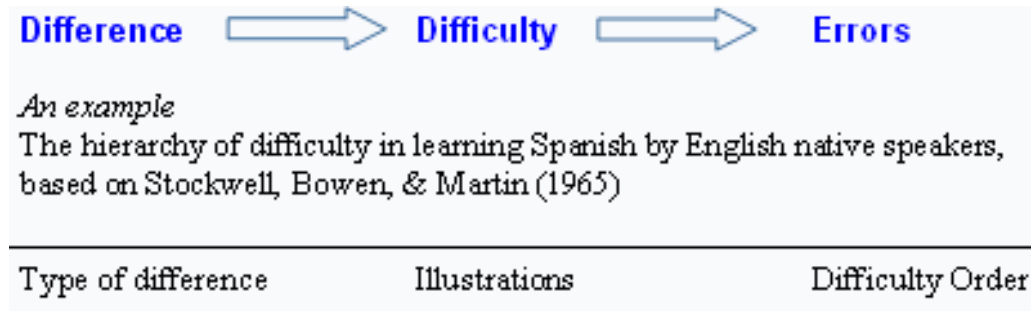 Difference Difficulty Errors
An example
The hierarchy of difficulty in learning Spanish by English native speakers,
based on Stockwell, Bowen, & Martin (1965)
Type of difference Illustrations Difficulty Order